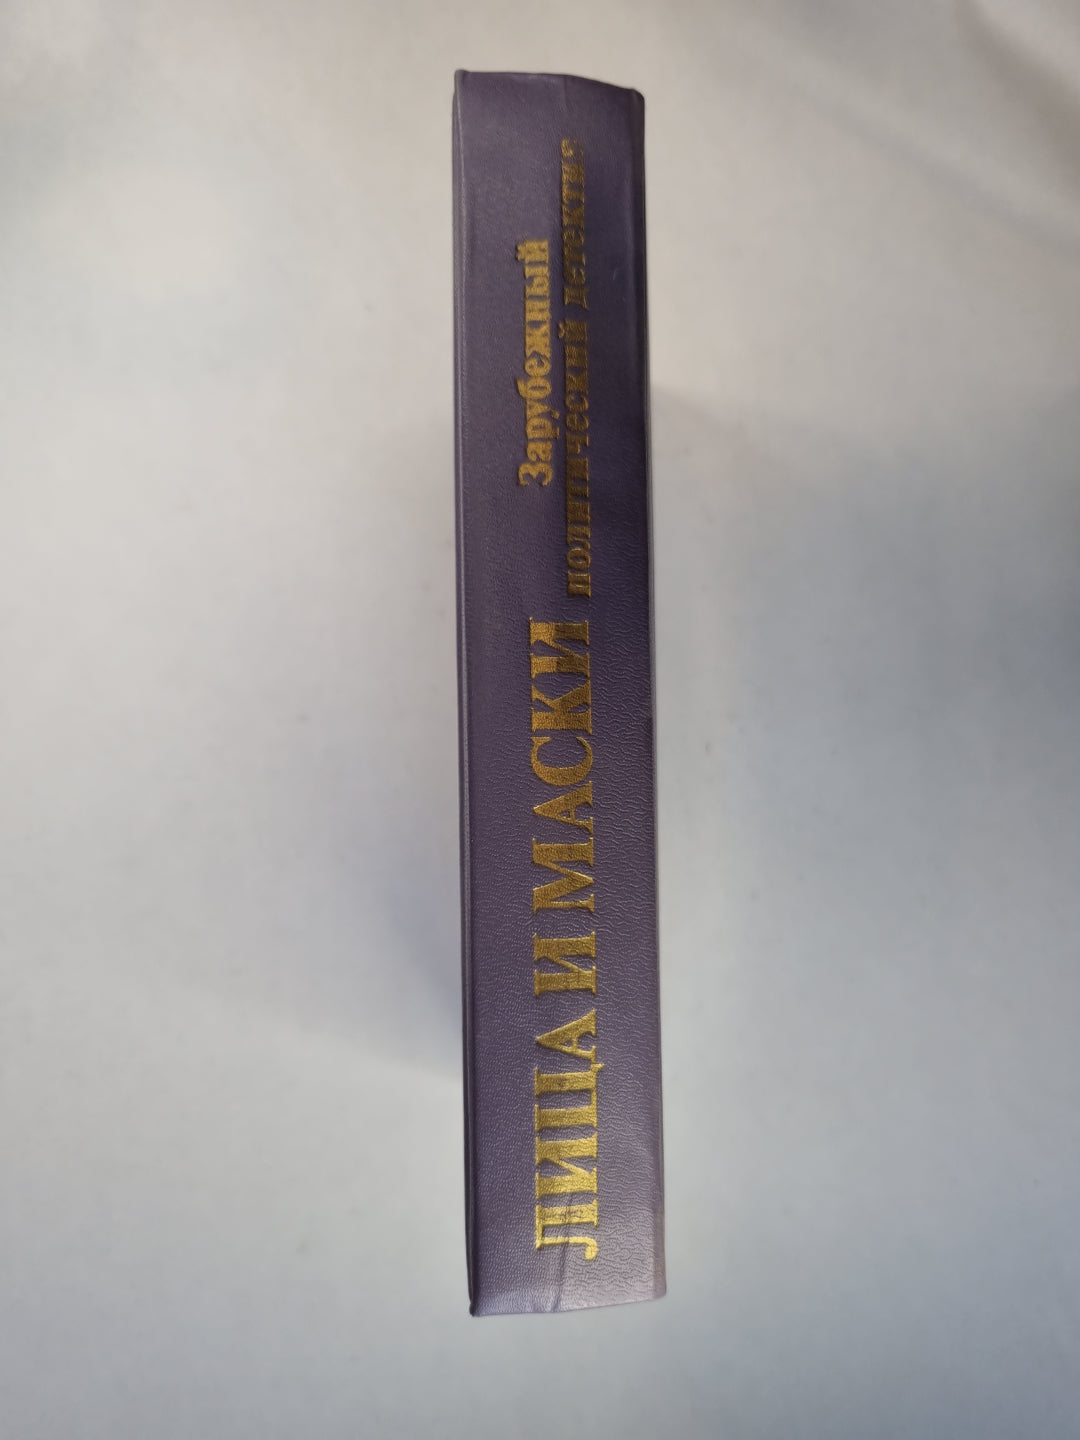 ЛИЦА И МАСКИ
Зарубежный
политический детектив